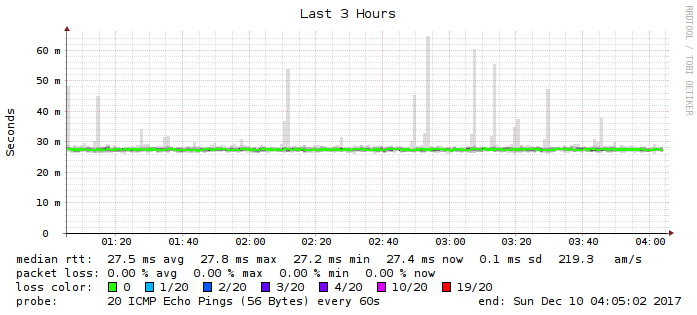 Last 3 Hours
RRDTOOL / TOBI OETIKER
Seconds
60 m
50 m
40 m
30 m
20 m
10 m
0
01:20 01:40 02:00 02:20 02:40 03:00 03:20 03:40 04:00
median rtt: 27.5 ms avg 27.8 ms max 27.2 ms min 27.4 ms now 0.1 ms sd 219.3 am/s
packet loss: 0.00 % avg 0.00 % max 0.00 % min 0.00 % now
loss color: 0 1/20 2/20 3/20 4/20 10/20 19/20
probe: 20 ICMP Echo Pings (56 Bytes) every 60s end: Sun Dec 10 04:05:02 2017